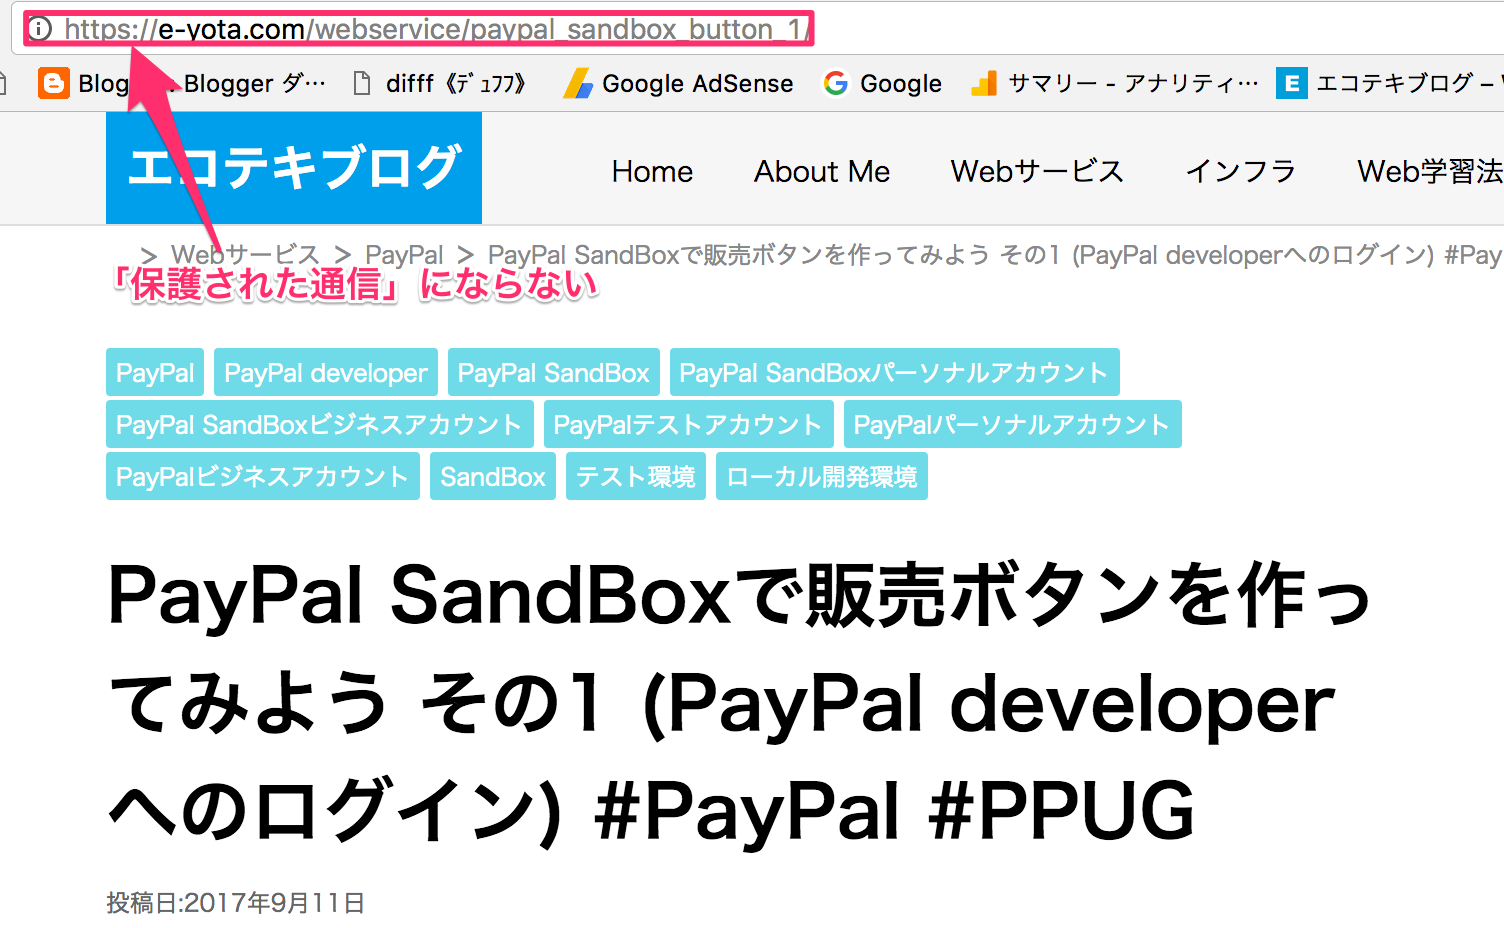 https://e-yota.com/webservice/paypal_sandbox_button_1/
Blogger ダ… difff《ﾃﾞｭﾌﾌ》 Google AdSense Google サマリー - アナリティ… E エコテキブログ –
エコテキブログ Home About Me Webサービス インフラ Web学習法
> Webサービス > PayPal > PayPal SandBoxで販売ボタンを作ってみよう その1 (PayPal developerへのログイン) #Pay
「保護された通信」にならない
PayPal PayPal developer PayPal SandBox PayPal SandBoxパーソナルアカウント
PayPal SandBoxビジネスアカウント PayPalテストアカウント PayPalパーソナルアカウント
PayPalビジネスアカウント SandBox テスト環境 ローカル開発環境
PayPal SandBoxで販売ボタンを作っ
てみよう その1 (PayPal developer
へのログイン) #PayPal #PPUG
投稿日:2017年9月11日